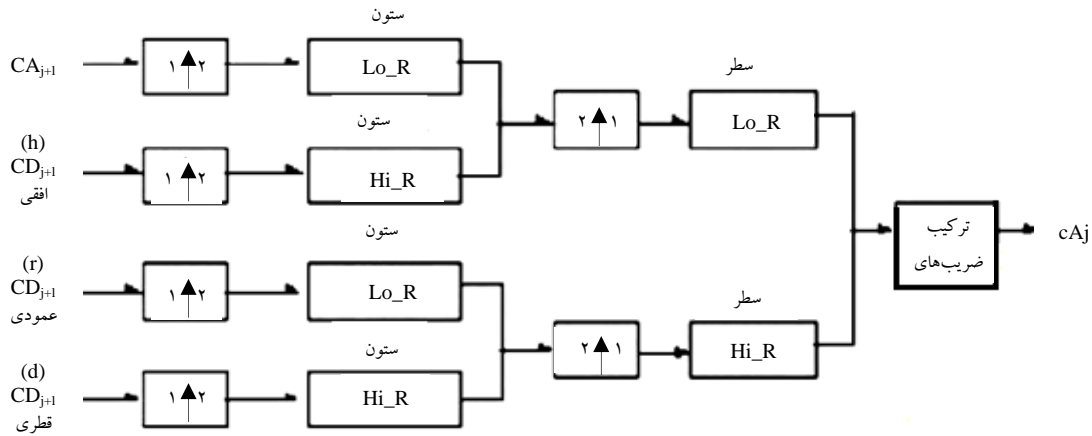 ستون
CAj+1
۱ ۲
Lo_R
سطر
۲ ۱
Lo_R
ستون
(h)
CDj+1
افقی
۱ ۲
Hi_R
ترکیب
ضریب‌های
cAj
ستون
(r)
CDj+1
عمودی
۱ ۲
Lo_R
سطر
۲ ۱
Hi_R
ستون
(d)
CDj+1
قطری
۱ ۲
Hi_R